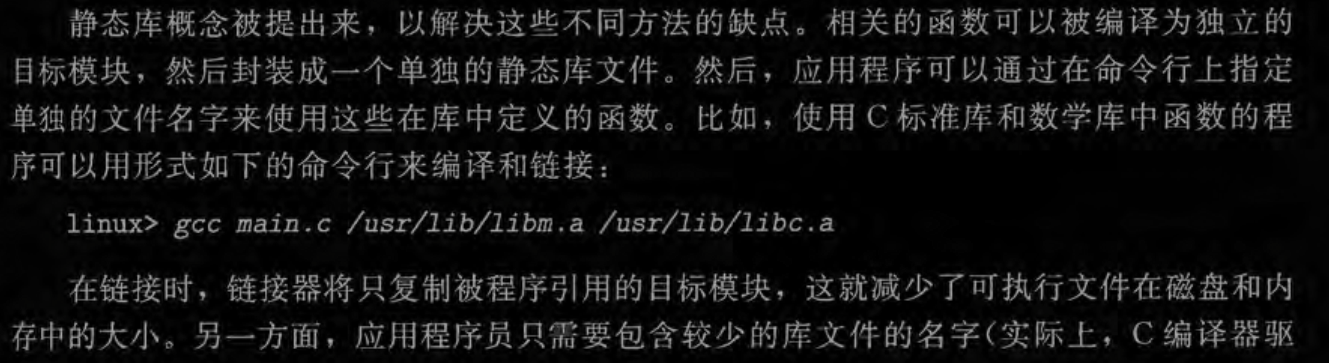 静态库概念被提出来，以解决这些不同方法的缺点。相关的函数可以被编译为独立的
目标模块，然后封装成一个单独的静态库文件。然后，应用程序可以通过在命令行上指定
单独的文件名字来使用这些在库中定义的函数。比如，使用 C 标准库和数学库中函数的程
序可以用形式如下的命令行来编译和链接：
linux> gcc main.c /usr/lib/libm.a /usr/lib/libc.a
在链接时，链接器将只复制被程序引用的目标模块，这就减少了可执行文件在磁盘和内
存中的大小。另一方面，应用程序员只需要包含较少的库文件的名字(实际上，C 编译器驱